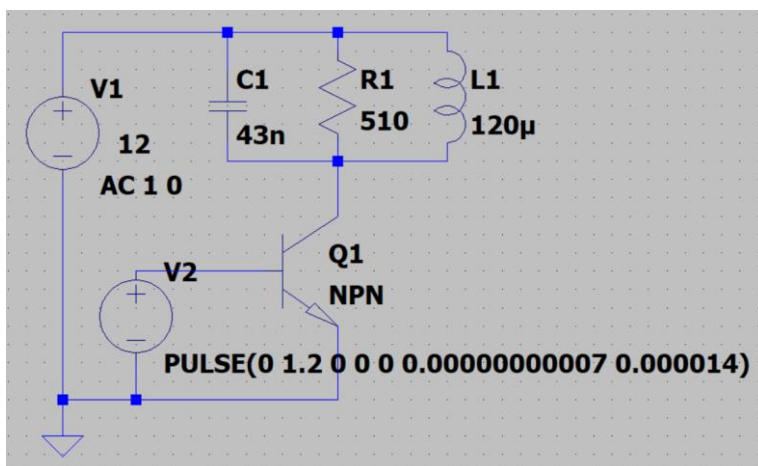 V1
12
AC 1 0
C1
43n
R1
510
L1
120µ
V2
Q1
NPN
PULSE(0 1.2 0 0 0 0.00000000007 0.000014)